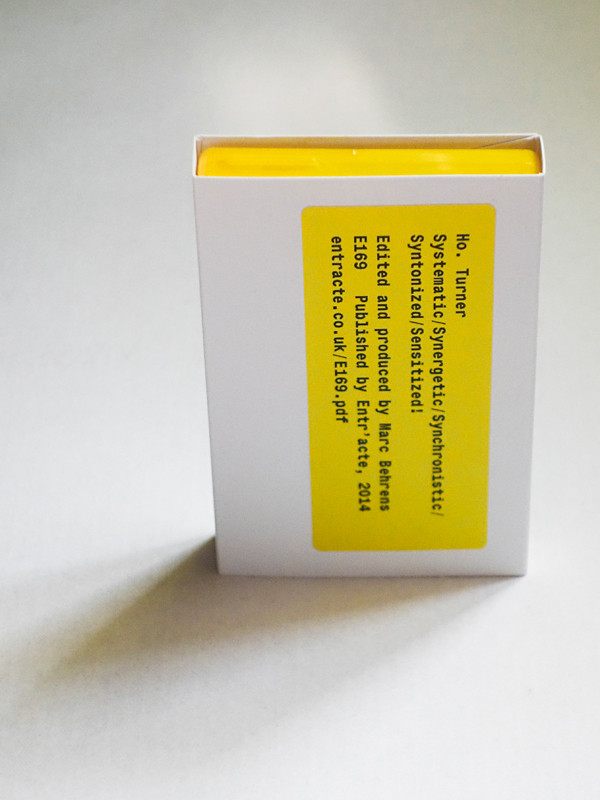 Ho. Turner
Systematic/Synergetic/Synchronistic/
Syntonized/Sensitized!
Edited and produced by Marc Behrens
E169 Published by Entr'acte, 2014
entracte.co.uk/E169.pdf